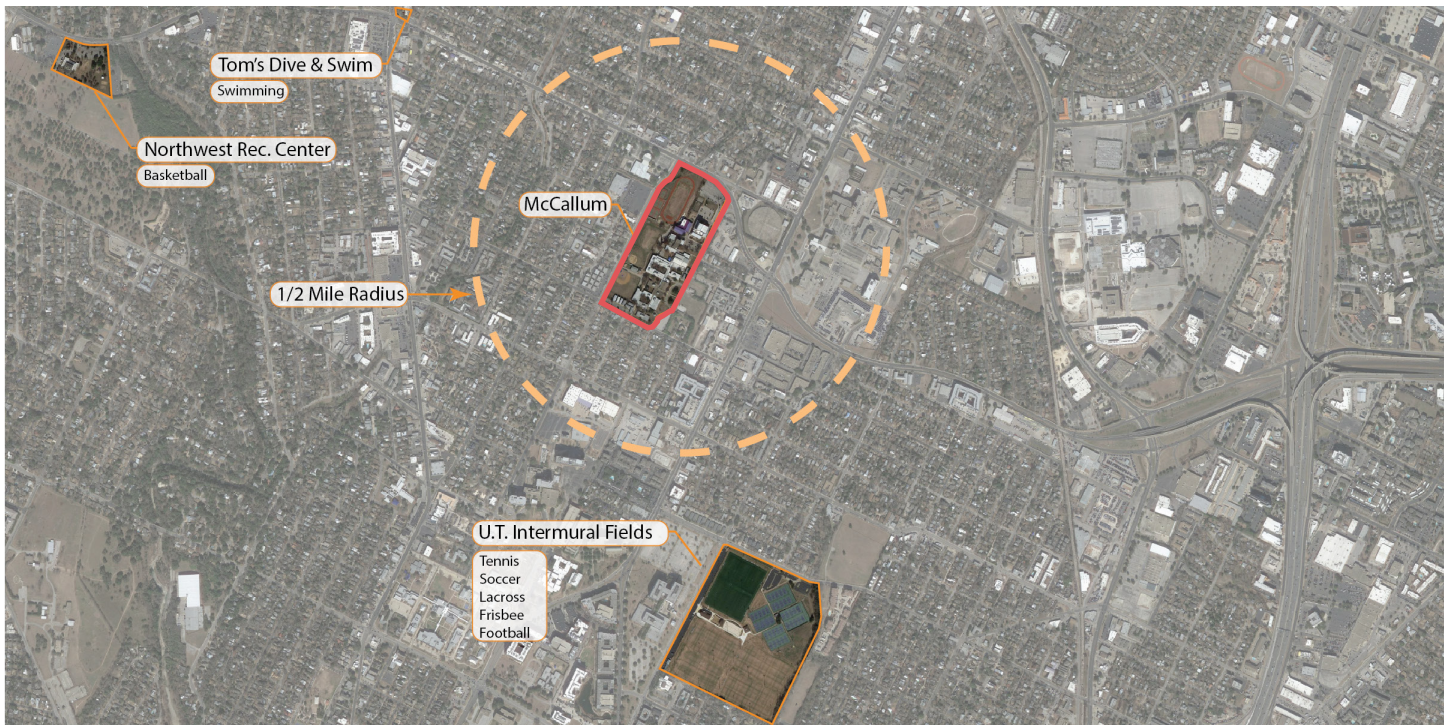 Tom's Dive & Swim
Swimming
Northwest Rec. Center
Basketball
McCallum
1/2 Mile Radius
U.T. Intermural Fields
Tennis
Soccer
Lacross
Frisbee
Football